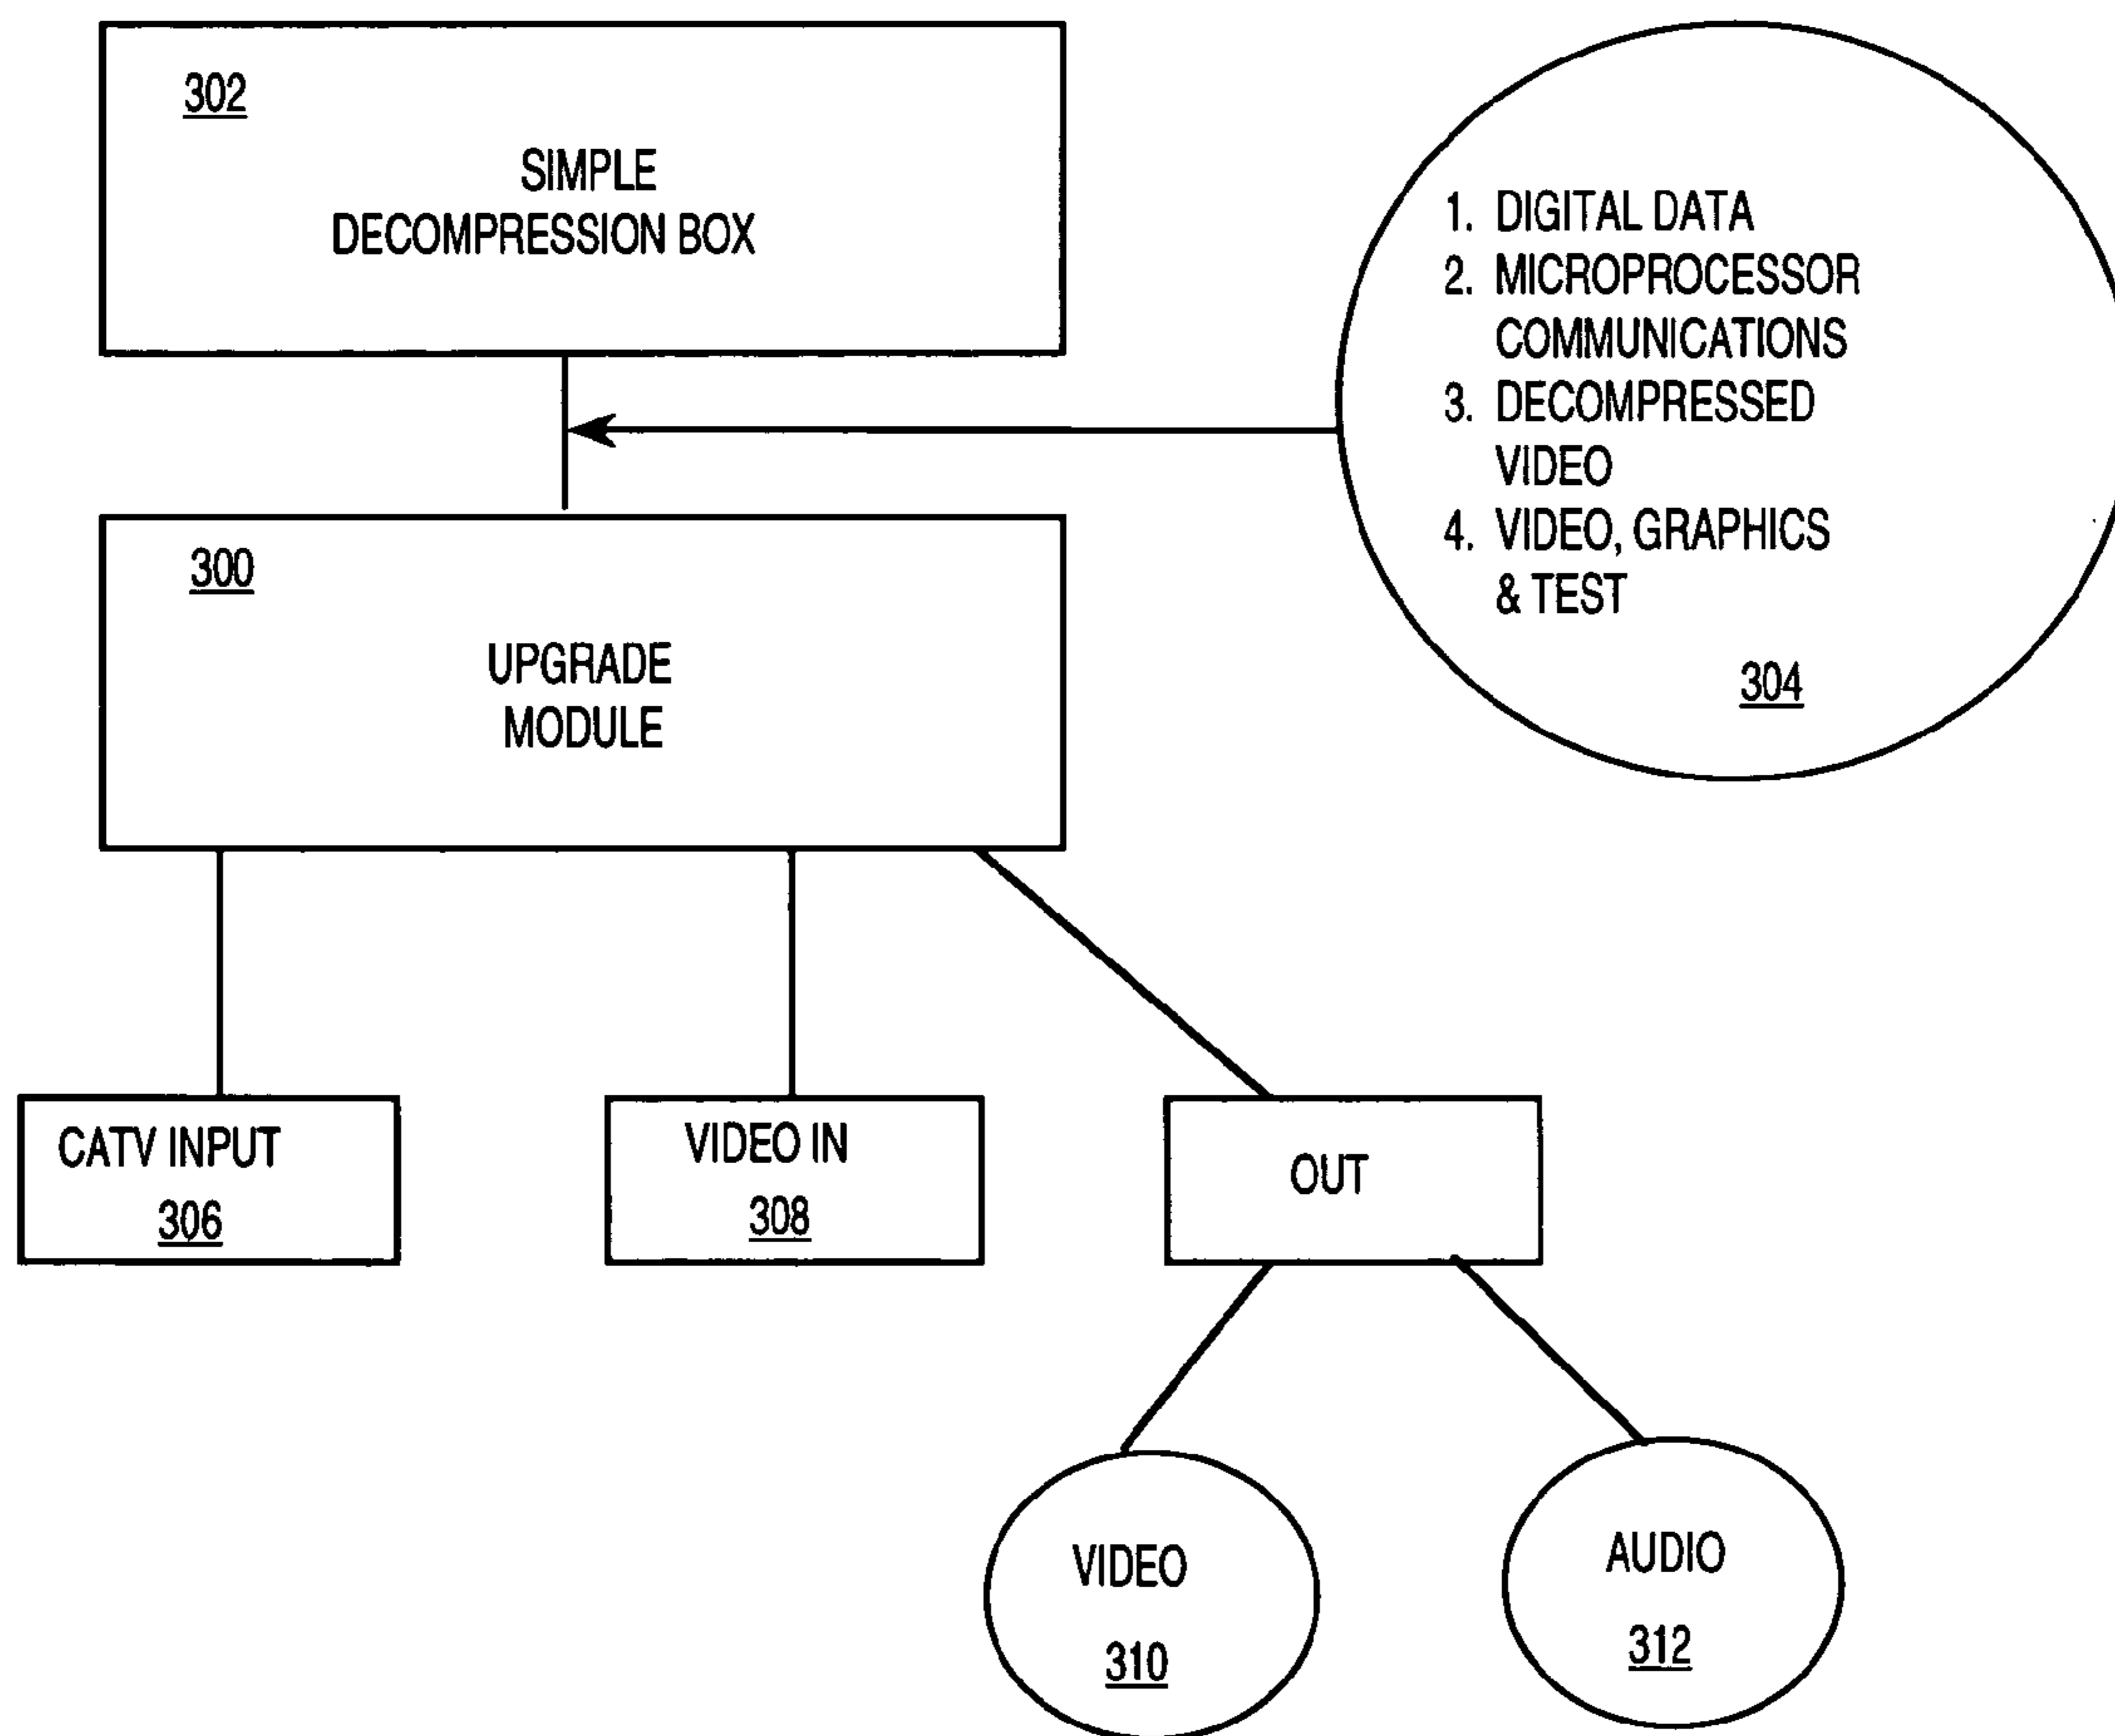 302
SIMPLE
DECOMPRESSION BOX
1. DIGITAL DATA
2. MICROPROCESSOR
COMMUNICATIONS
3. DECOMPRESSED
VIDEO
4. VIDEO, GRAPHICS
& TEST
304
300
UPGRADE
MODULE
CATV INPUT
306
VIDEO IN
308
OUT
VIDEO
310
AUDIO
312